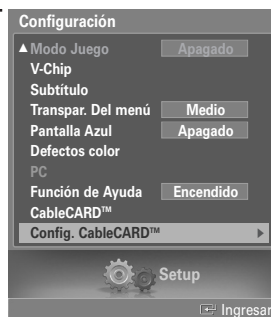 Configuración
▲ Modo Juego Apagado
V-Chip
Subtítulo
Transpar. Del menú Medio
Pantalla Azul Apagado
Defectos color
PC
Función de Ayuda Encendido
CableCARD™
Config. CableCARD™ ►
Setup
Ingresar